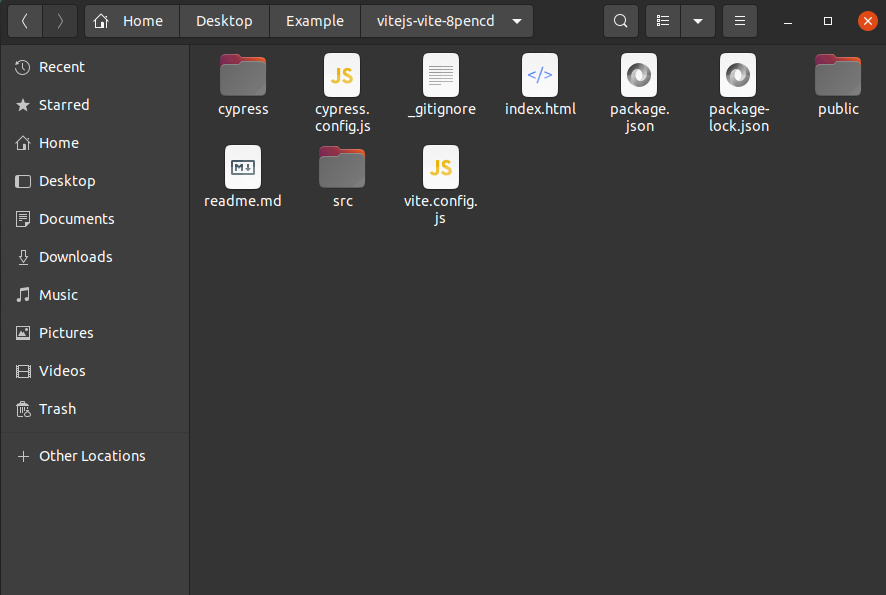 Home
Desktop
Example
vitejs-vite-8pencd
Recent
Starred
Home
Desktop
Documents
Downloads
Music
Pictures
Videos
Trash
Other Locations
cypress
JS
cypress.
config.js
_gitignore
</>
index.html
package.
json
package-
lock.json
public
M
readme.md
src
JS
vite.config.
js